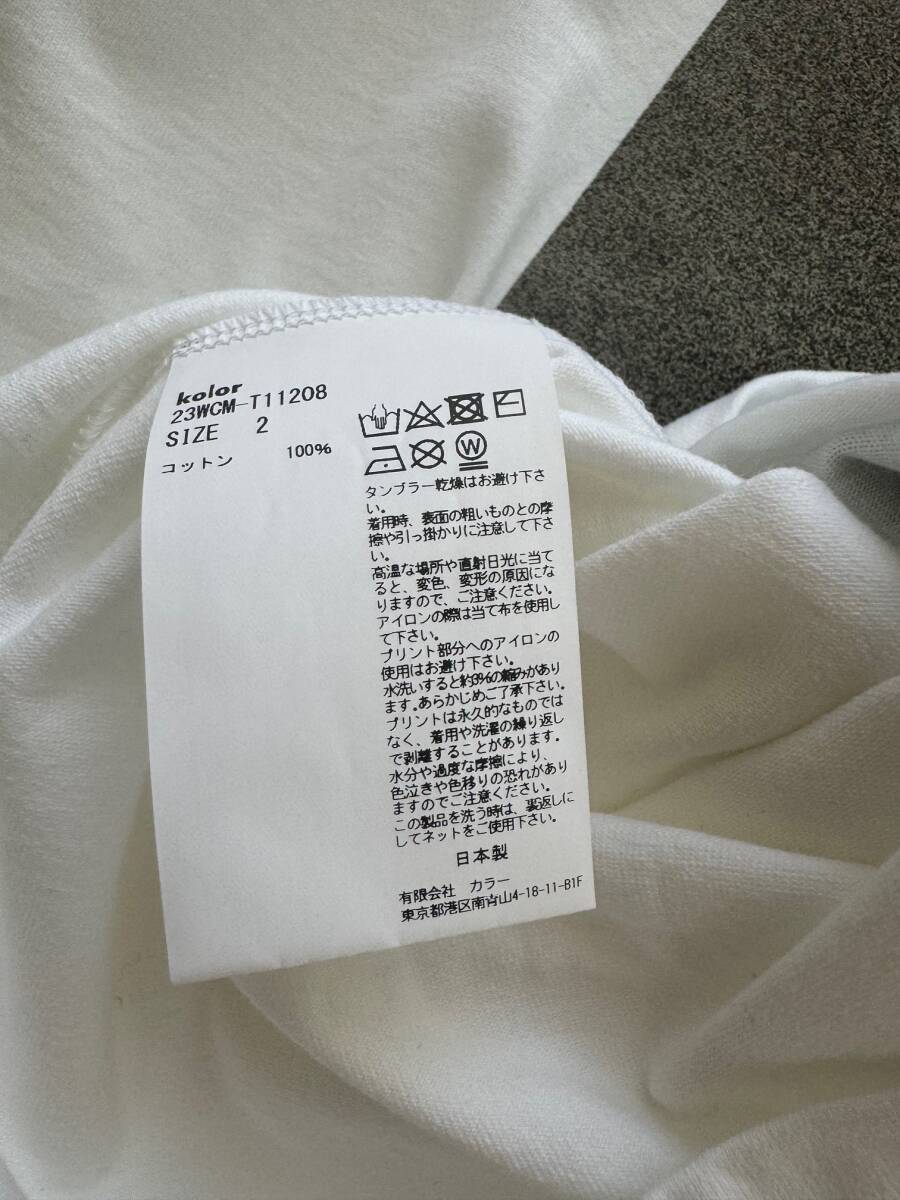 kolor
23WCM-T11208
SIZE 2
コットン 100%
W
タンブラー乾燥はお避け下さ
い。
着用時、表面の粗いものとの摩
擦や引っ掛かりに注意して下さ
い。
高温な場所や直射日光に当て
ると、変色、変形の原因にな
りますので、ご注意ください。
アイロンの際は当て布を使用し
て下さい。
プリント部分へのアイロンの
使用はお避け下さい。
水洗いすると約3%の縮みがあり
ます。あらかじめご了承下さい。
プリントは永久的なものでは
なく、着用や洗濯の繰り返し
で剥離することがあります。
水分や過度な摩擦により、
色泣きや色移りの恐れがあり
ますのでご注意ください。
この製品を洗う時は、裏返しに
してネットをご使用下さい。
日本製
有限会社 カラー
東京都港区南青山4-18-11-B1F